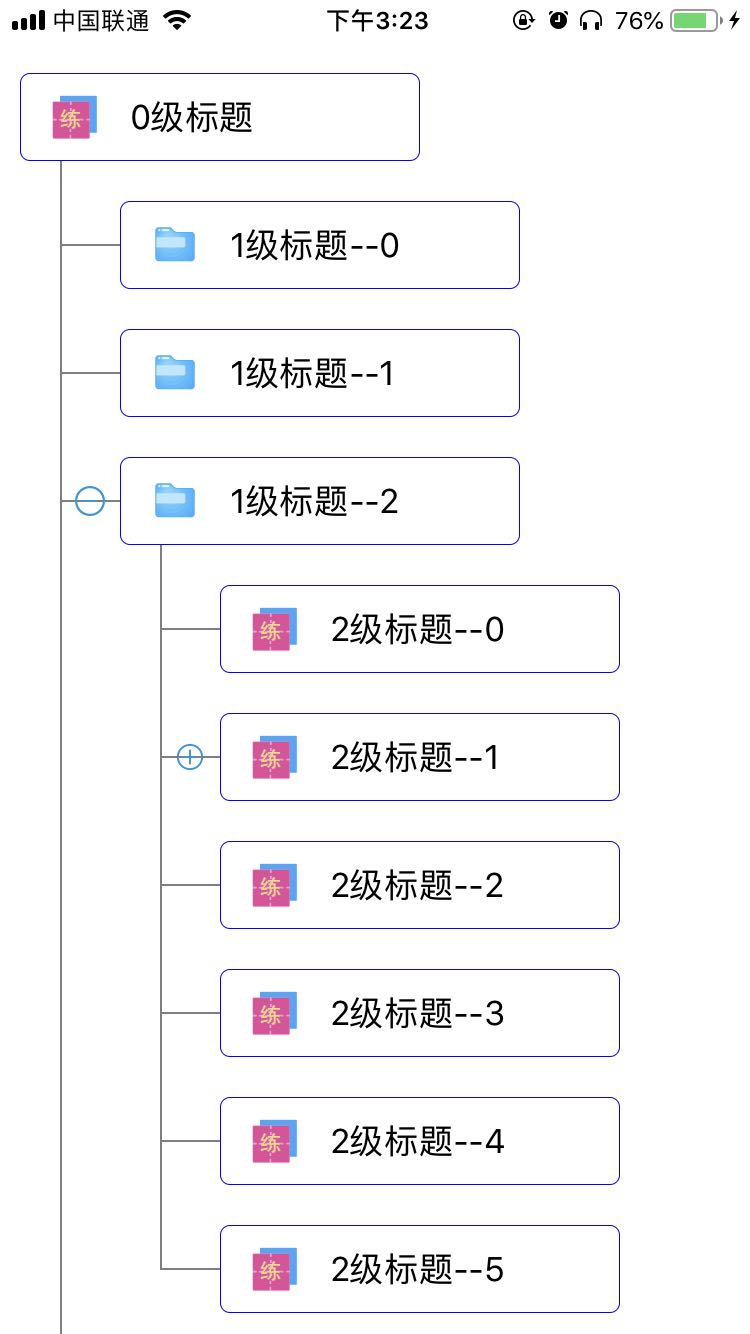 中国联通 下午3:23 76%
练 0级标题
1级标题--0
1级标题--1
1级标题--2
练 2级标题--0
练 2级标题--1
练 2级标题--2
练 2级标题--3
练 2级标题--4
练 2级标题--5